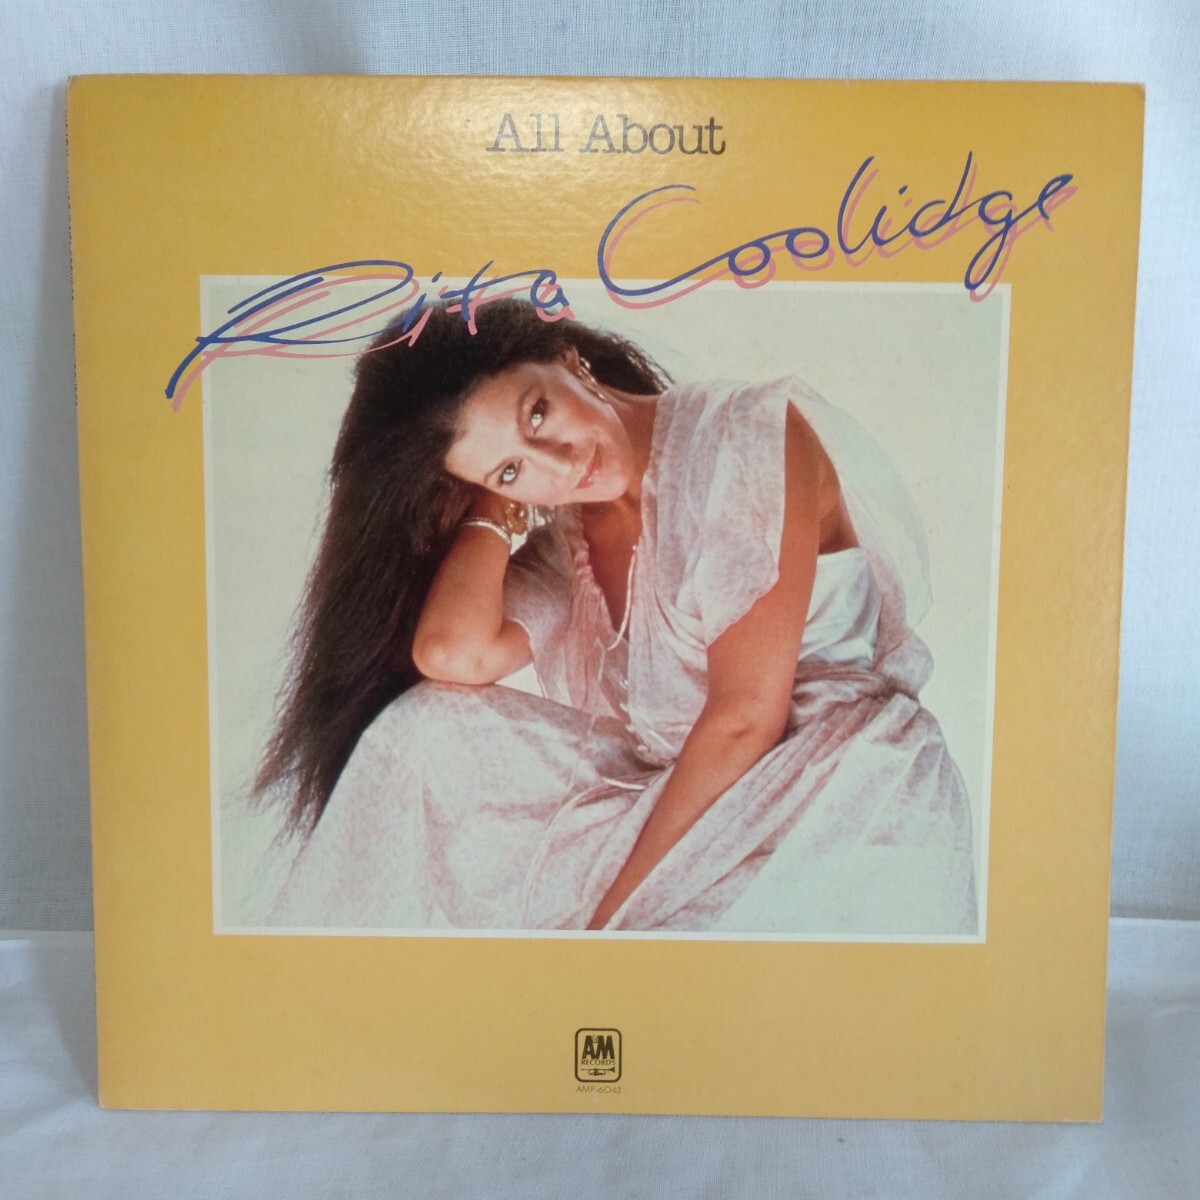 All About
Rita Coolidge
A&M
RECORDS
AMP-6043